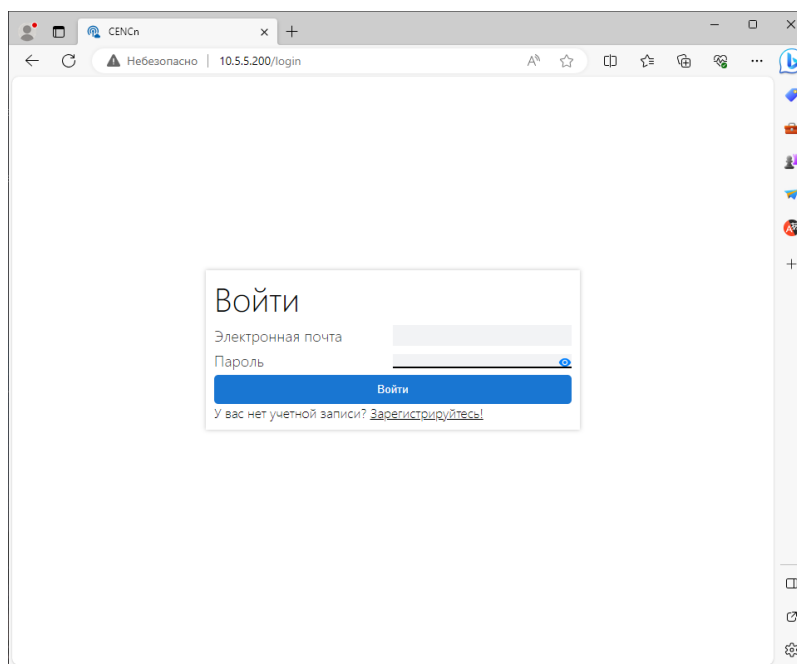 CENCn
Небезопасно | 10.5.5.200/login
Войти
Электронная почта
Пароль
Войти
У вас нет учетной записи? Зарегистрируйтесь!